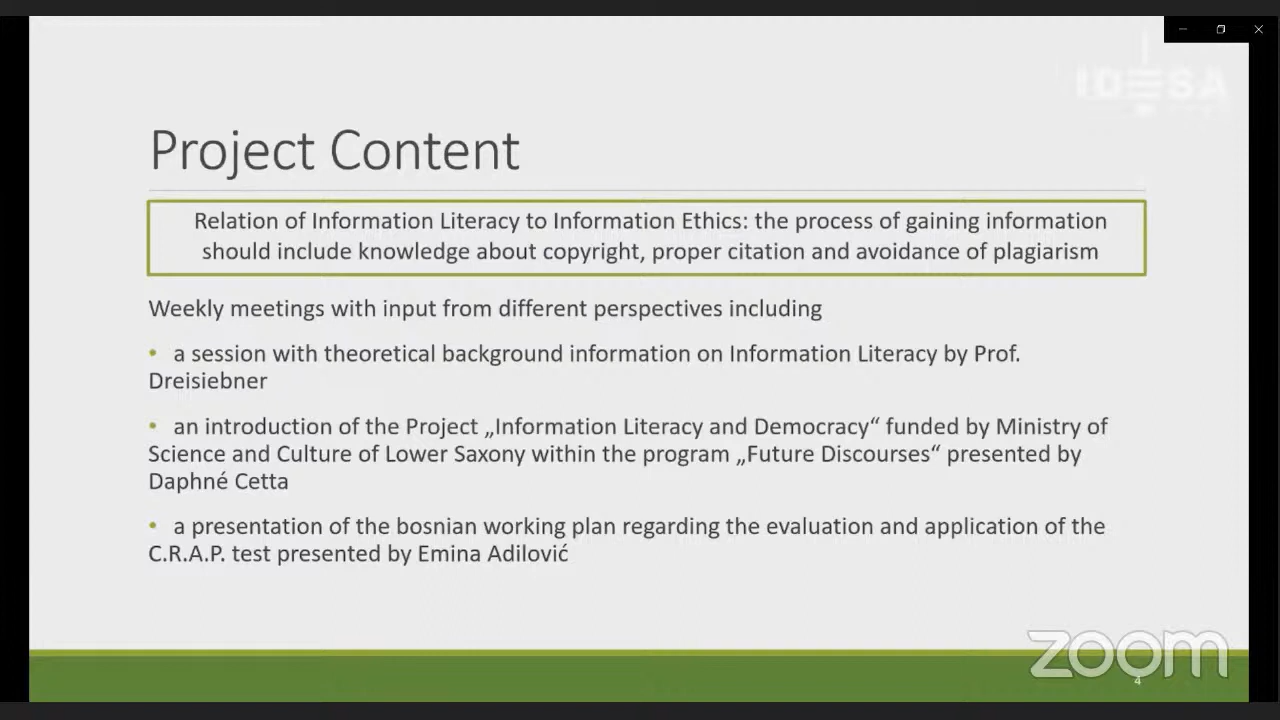 IDESA
Project Content
Relation of Information Literacy to Information Ethics: the process of gaining information
should include knowledge about copyright, proper citation and avoidance of plagiarism
Weekly meetings with input from different perspectives including
• a session with theoretical background information on Information Literacy by Prof.
Dreisiebner
• an introduction of the Project „Information Literacy and Democracy“ funded by Ministry of
Science and Culture of Lower Saxony within the program „Future Discourses“ presented by
Daphné Cetta
• a presentation of the bosnian working plan regarding the evaluation and application of the
C.R.A.P. test presented by Emina Adilović
zoom
4